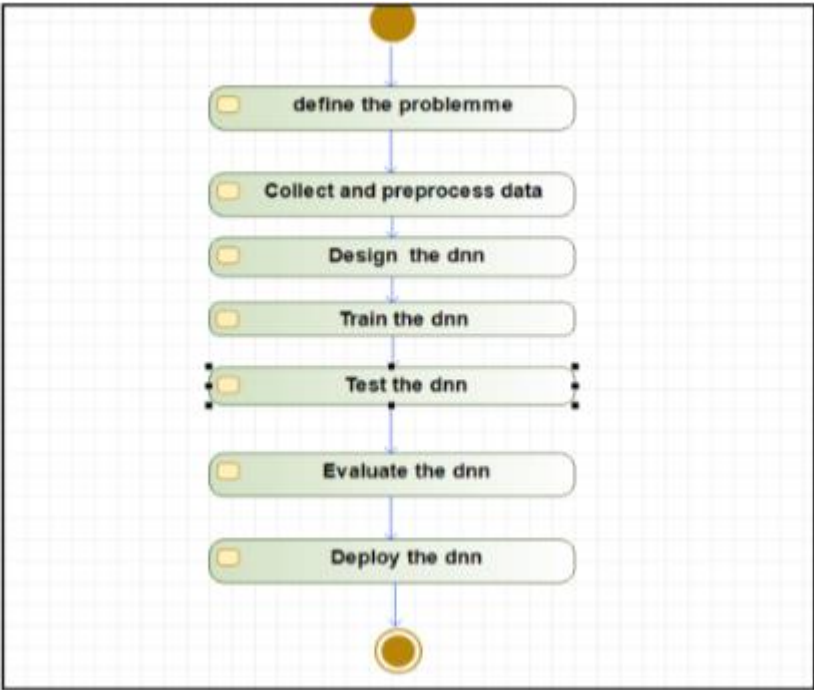 define the problemme
Collect and preprocess data
Design the dnn
Train the dnn
Test the dnn
Evaluate the dnn
Deploy the dnn